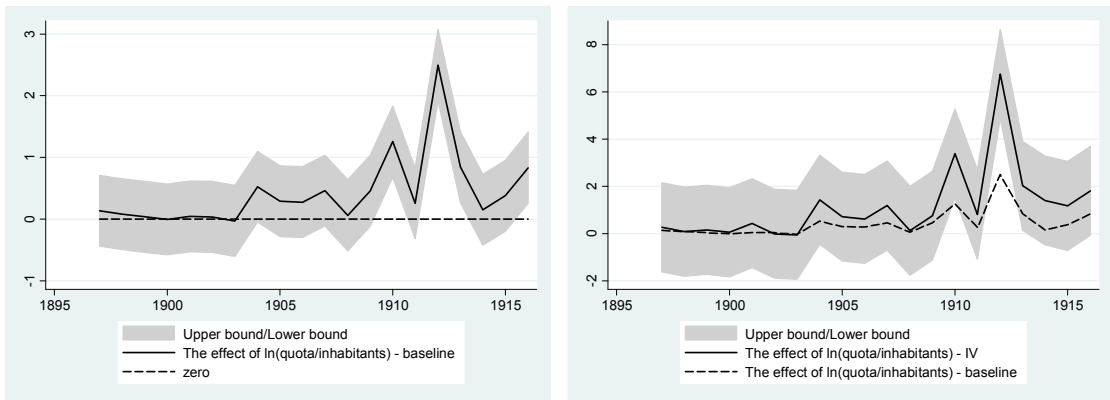 3
2
1
0
-1
1895 1900 1905 1910 1915
Upper bound/Lower bound
The effect of ln(quota/inhabitants) - baseline
zero
8
6
4
2
0
-2
1895 1900 1905 1910 1915
Upper bound/Lower bound
The effect of ln(quota/inhabitants) - IV
The effect of ln(quota/inhabitants) - baseline